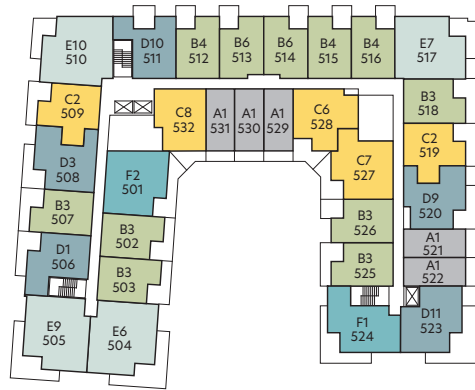 E10
510
D10
511
B4
512
B6
513
B6
514
B4
515
B4
516
E7
517
C2
509
C8
532
A1
531
A1
530
A1
529
C6
528
B3
518
C2
519
D3
508
F2
501
C7
527
D9
520
B3
507
B3
502
B3
526
A1
521
D1
506
B3
503
B3
525
A1
522
E9
505
E6
504
F1
524
D11
523